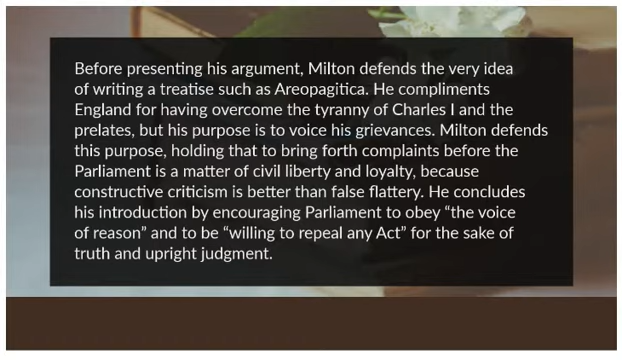 Before presenting his argument, Milton defends the very idea
of writing a treatise such as Areopagitica. He compliments
England for having overcome the tyranny of Charles I and the
prelates, but his purpose is to voice his grievances. Milton defends
this purpose, holding that to bring forth complaints before the
Parliament is a matter of civil liberty and loyalty, because
constructive criticism is better than false flattery. He concludes
his introduction by encouraging Parliament to obey “the voice
of reason” and to be “willing to repeal any Act” for the sake of
truth and upright judgment.